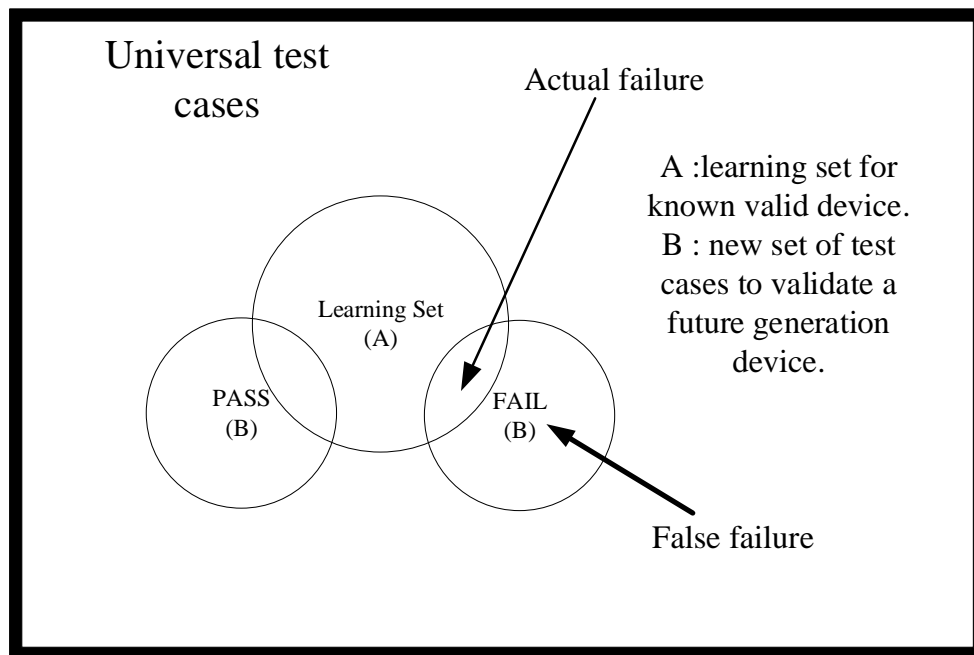 Universal test
cases
Actual failure
A :learning set for
known valid device.
B : new set of test
cases to validate a
future generation
device.
Learning Set
(A)
PASS
(B)
FAIL
(B)
False failure